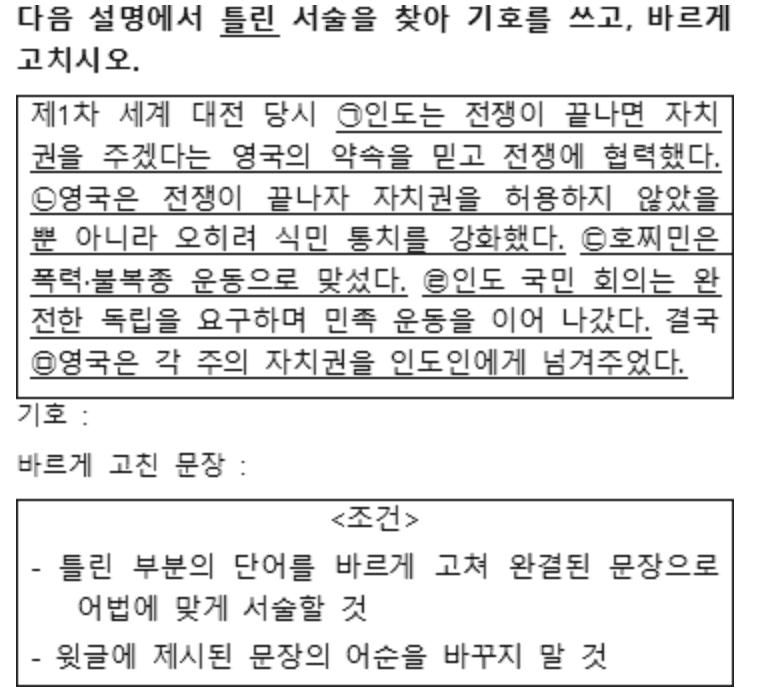 다음 설명에서 틀린 서술을 찾아 기호를 쓰고, 바르게
고치시오.
제1차 세계 대전 당시 ㉠인도는 전쟁이 끝나면 자치
권을 주겠다는 영국의 약속을 믿고 전쟁에 협력했다.
㉡영국은 전쟁이 끝나자 자치권을 허용하지 않았을
뿐 아니라 오히려 식민 통치를 강화했다. ㉢호찌민은
폭력·불복종 운동으로 맞섰다. ㉣인도 국민 회의는 완
전한 독립을 요구하며 민족 운동을 이어 나갔다. 결국
㉤영국은 각 주의 자치권을 인도인에게 넘겨주었다.
기호 :
바르게 고친 문장 :
<조건>
- 틀린 부분의 단어를 바르게 고쳐 완결된 문장으로
어법에 맞게 서술할 것
- 윗글에 제시된 문장의 어순을 바꾸지 말 것